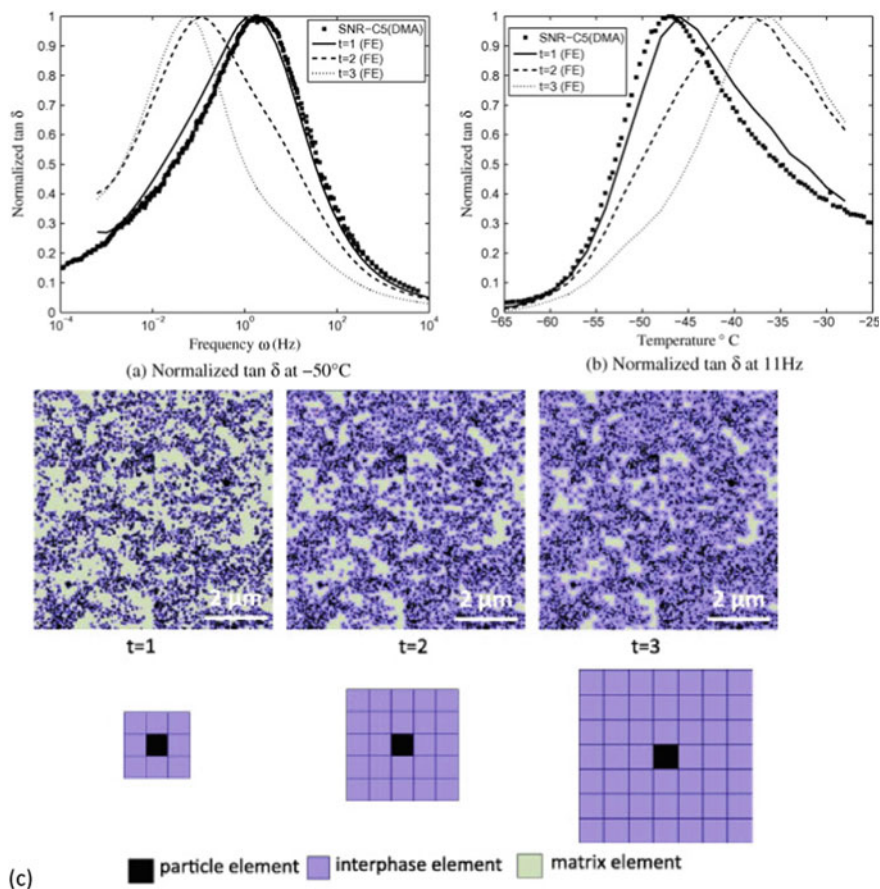 1
0.9
0.8
0.7
0.6
0.5
0.4
0.3
0.2
0.1
0
Normalized tan δ
SNR-C5(DMA)
t=1 (FE)
t=2 (FE)
t=3 (FE)
10⁻⁴ 10⁻² 10⁰ 10² 10⁴
Frequency ω (Hz)
(a) Normalized tan δ at −50°C
1
0.9
0.8
0.7
0.6
0.5
0.4
0.3
0.2
0.1
0
Normalized tan δ
SNR-C5(DMA)
t=1 (FE)
t=2 (FE)
t=3 (FE)
−65 −60 −55 −50 −45 −40 −35 −30 −25
Temperature ° C
(b) Normalized tan δ at 11Hz
2 μm 2 μm 2 μm
t=1 t=2 t=3
(c) particle element interphase element matrix element